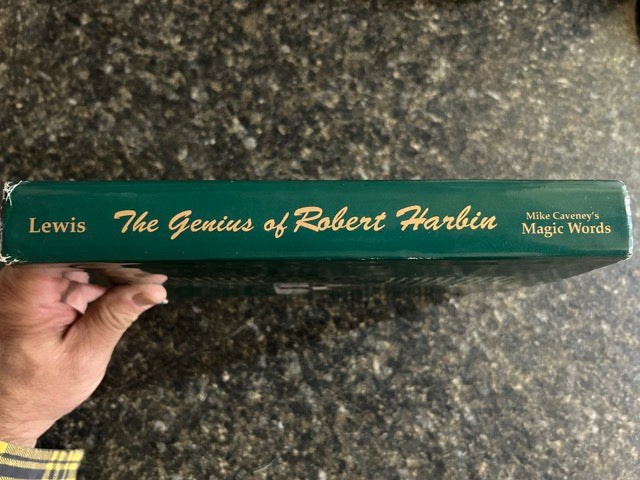 Lewis
The Genius of Robert Harbin
Mike Caveney's
Magic Words